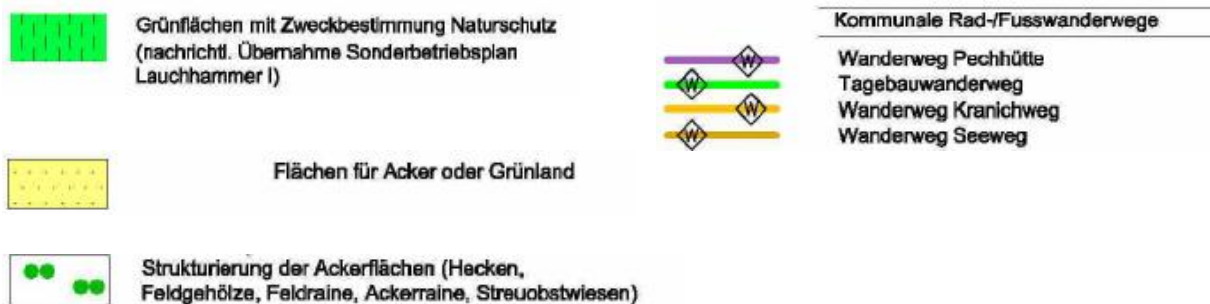 Grünflächen mit Zweckbestimmung Naturschutz
(nachrichtl. Übernahme Sonderbetriebsplan
Lauchhammer I)
Flächen für Acker oder Grünland
Strukturierung der Ackerflächen (Hecken,
Feldgehölze, Feldraine, Ackerraine, Streuobstwiesen)
Kommunale Rad-/Fusswanderwege
W Wanderweg Pechhütte
W Tagebauwanderweg
W Wanderweg Kranichweg
W Wanderweg Seeweg